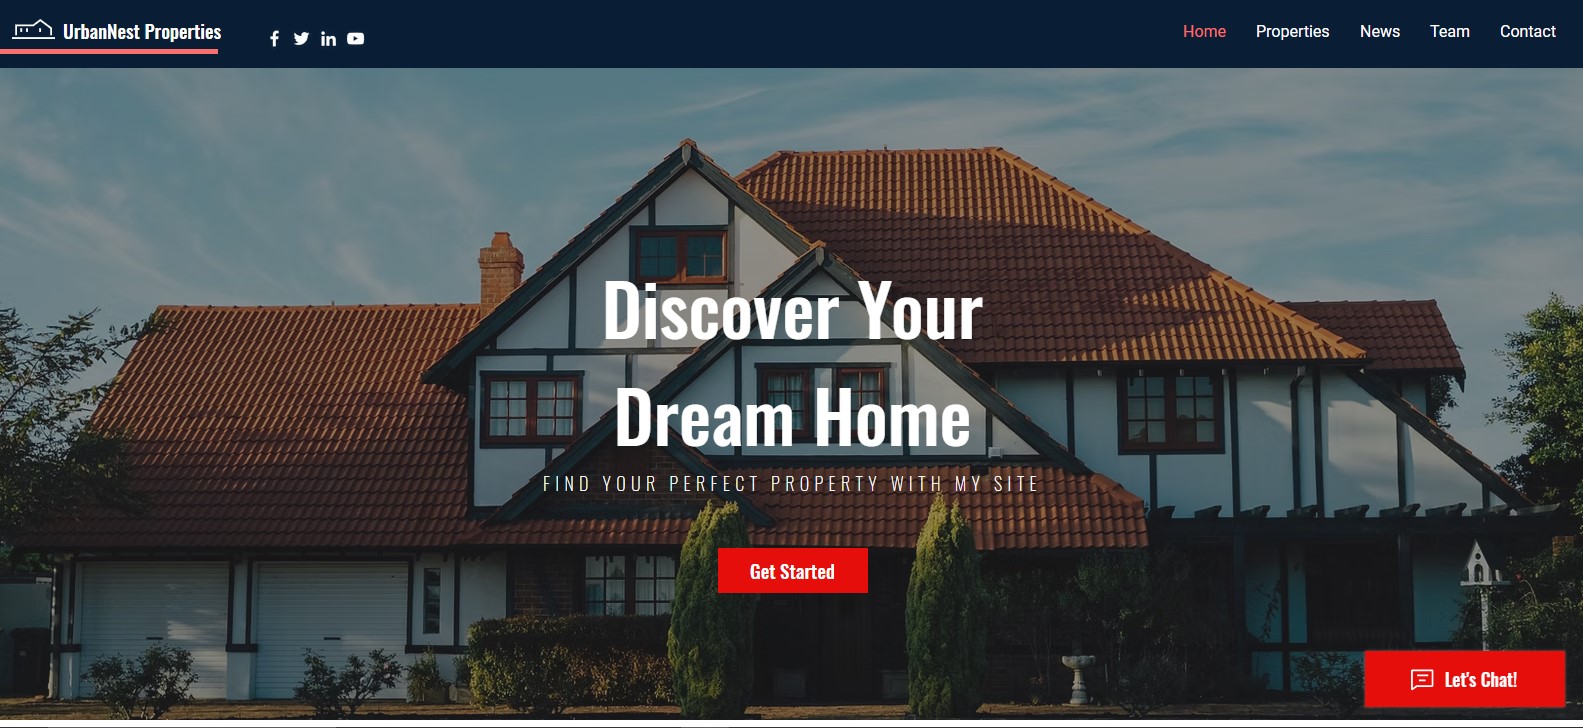 UrbanNest Properties
Home Properties News Team Contact
Discover Your
Dream Home
FIND YOUR PERFECT PROPERTY WITH MY SITE
Get Started
Let's Chat!